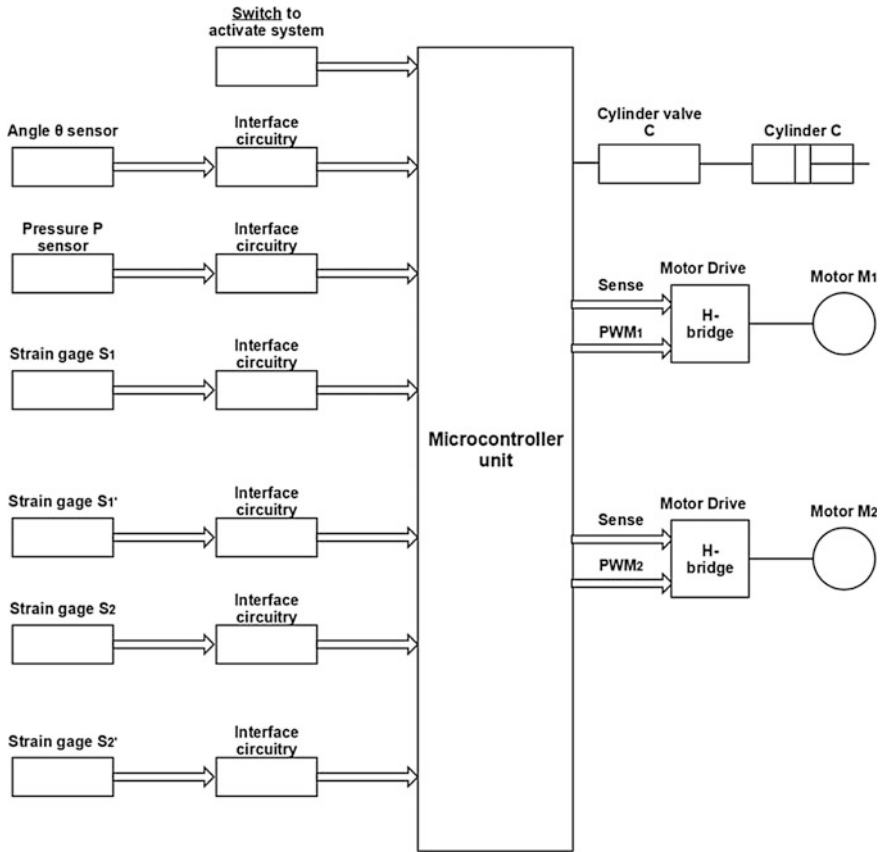 Switch to
activate system
Angle θ sensor
Interface
circuitry
Cylinder valve
C
Cylinder C
Pressure P
sensor
Interface
circuitry
Motor Drive
Motor M1
Sense
H-
bridge
PWM1
Strain gage S1
Interface
circuitry
Microcontroller
unit
Strain gage S1'
Interface
circuitry
Motor Drive
Motor M2
Sense
H-
bridge
PWM2
Strain gage S2
Interface
circuitry
Strain gage S2'
Interface
circuitry